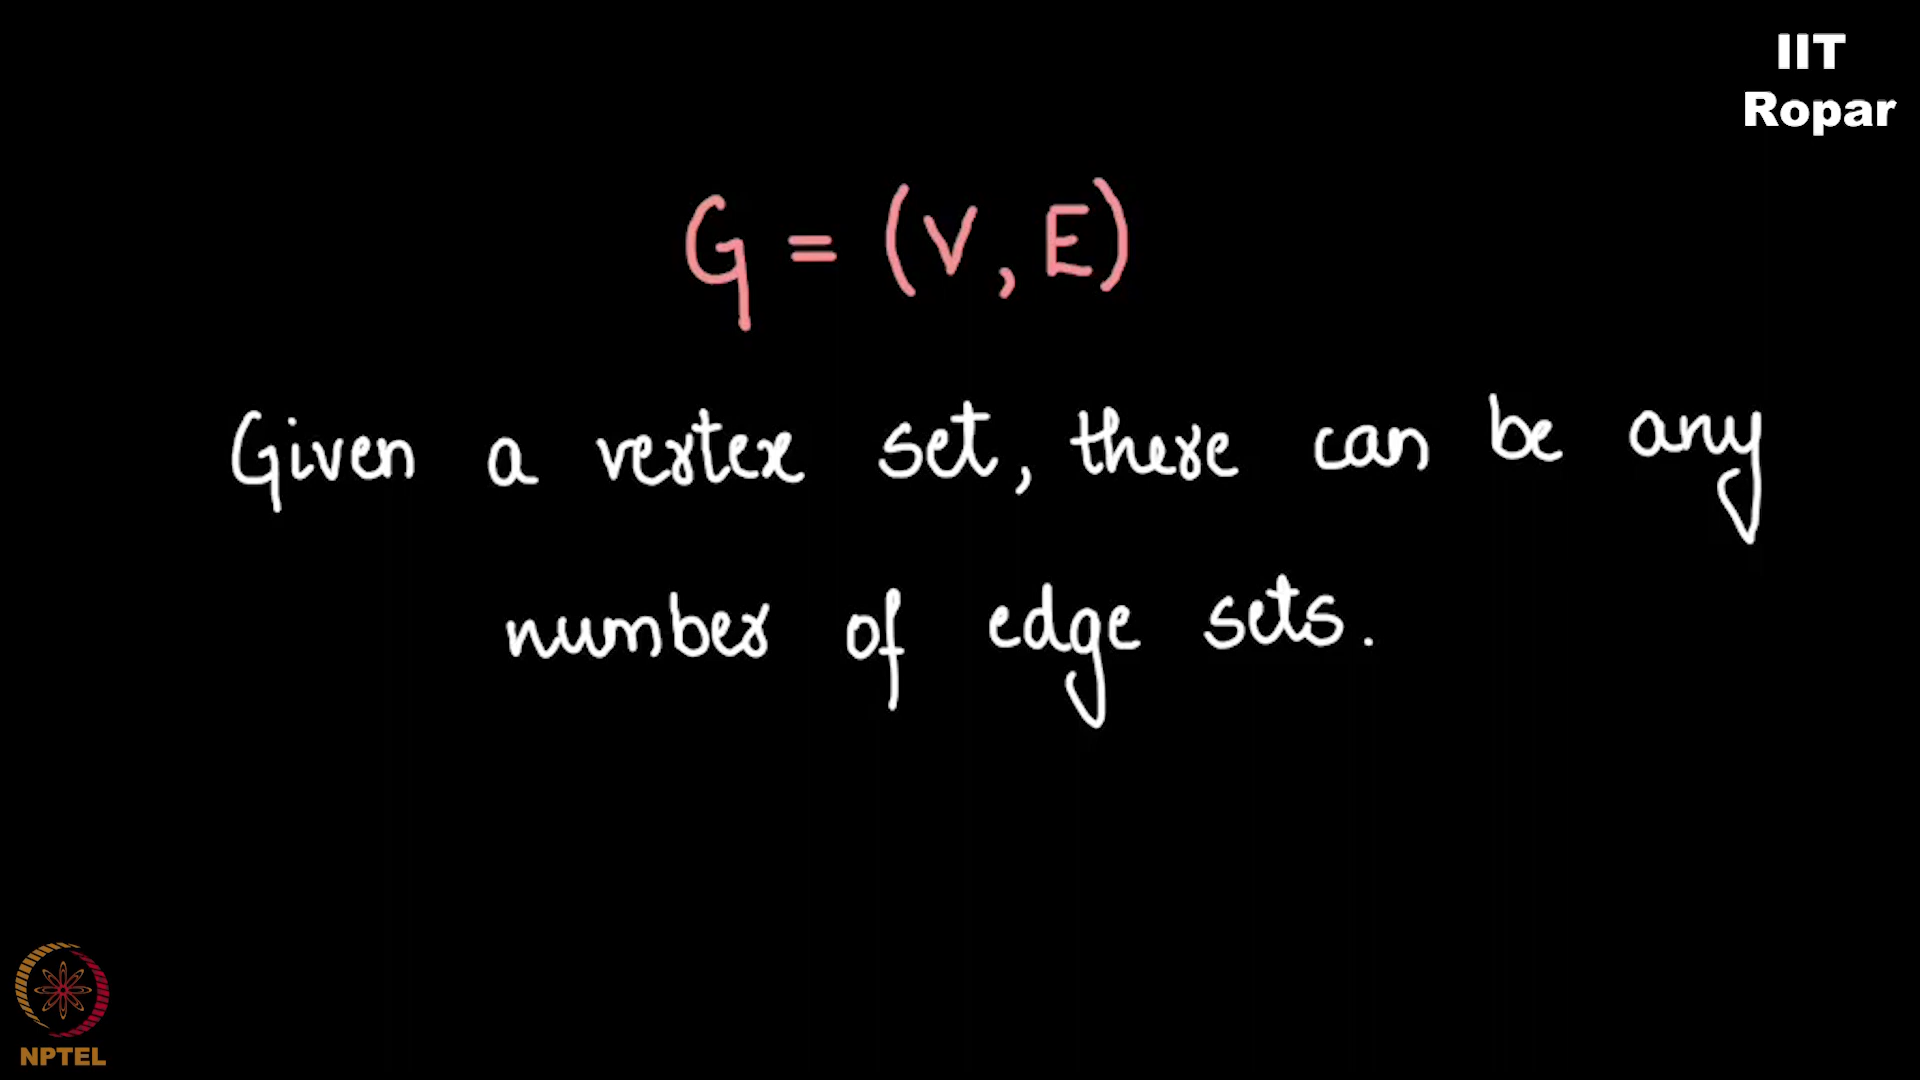 IIT
Ropar
G = (V, E)
Given a vertex set, there can be any
number of edge sets.
NPTEL